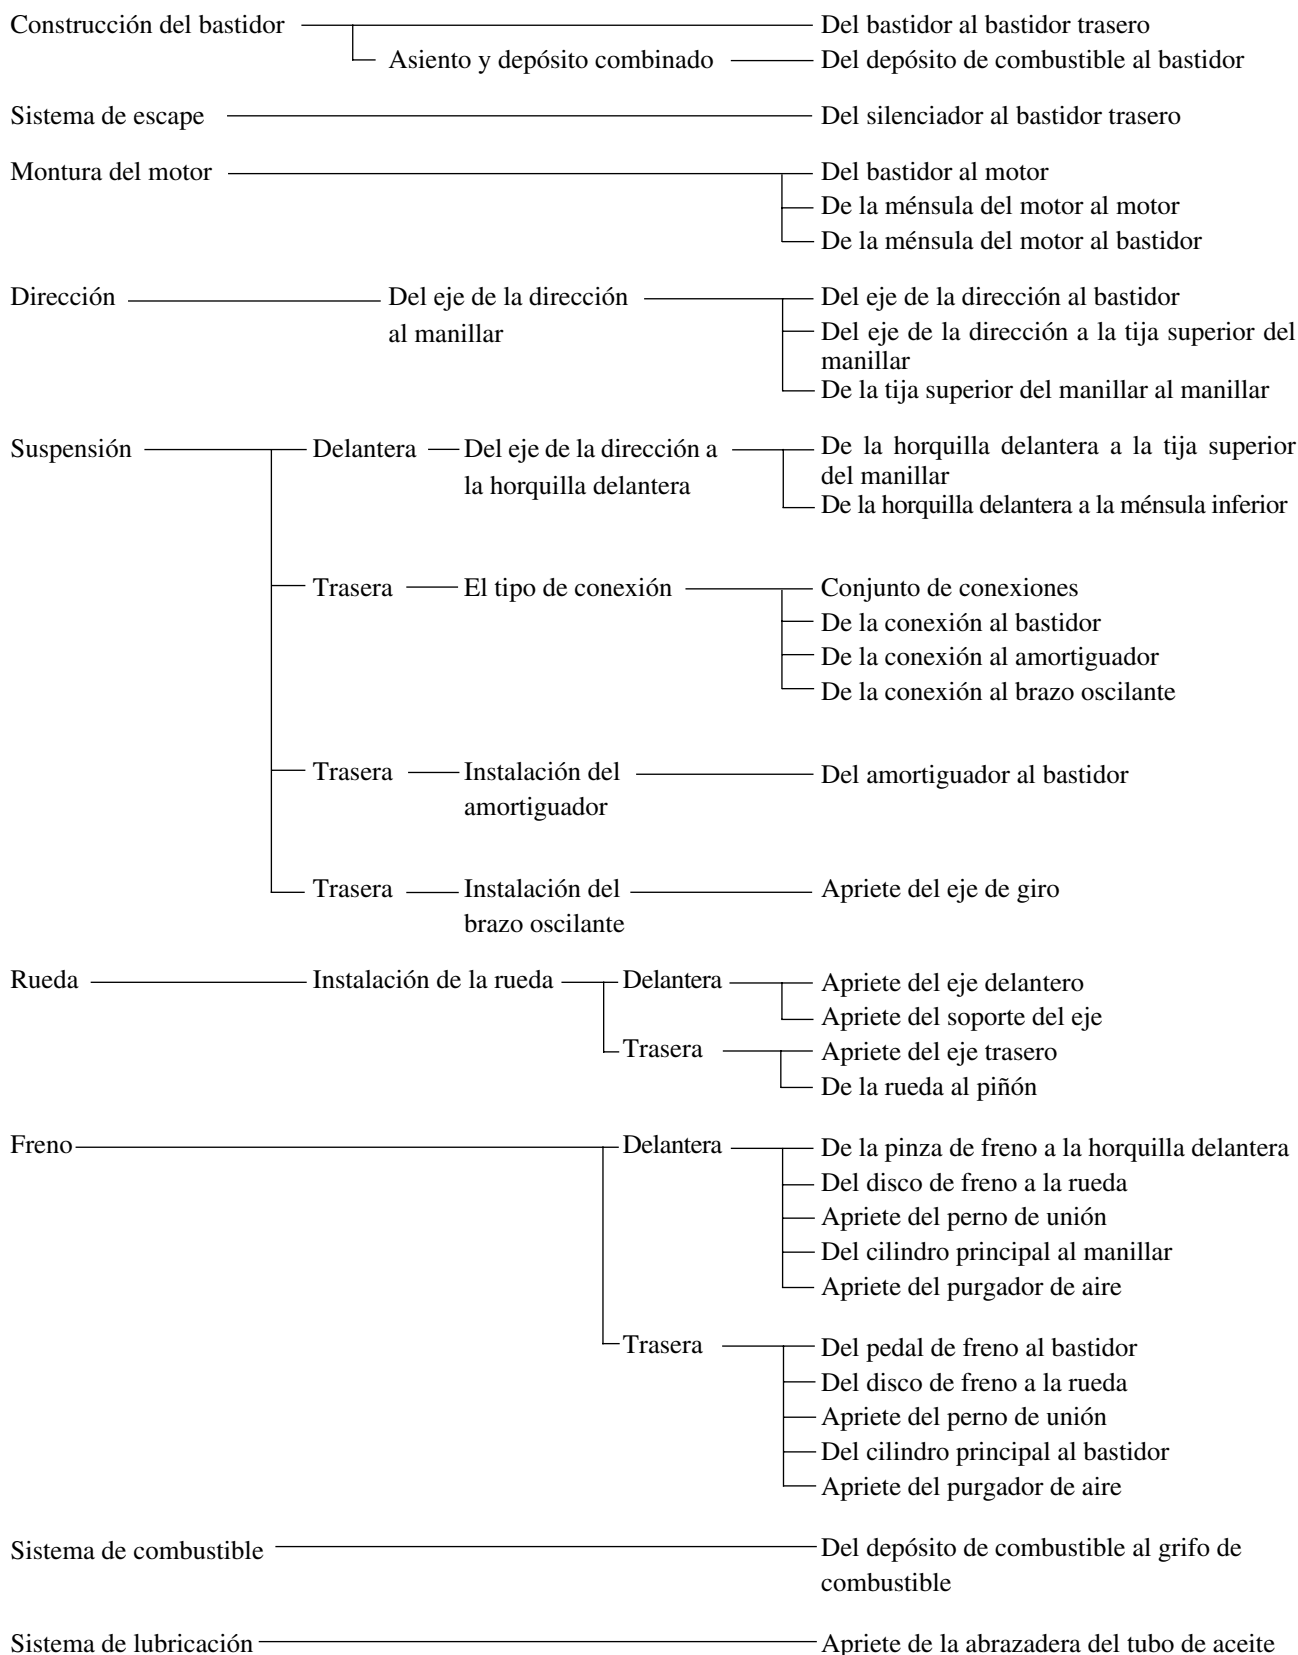 Construcción del bastidor
Del bastidor al bastidor trasero
Asiento y depósito combinado
Del depósito de combustible al bastidor
Sistema de escape
Del silenciador al bastidor trasero
Montura del motor
Del bastidor al motor
De la ménsula del motor al motor
De la ménsula del motor al bastidor
Dirección
Del eje de la dirección
al manillar
Del eje de la dirección al bastidor
Del eje de la dirección a la tija superior del
manillar
De la tija superior del manillar al manillar
Suspensión
Delantera
Del eje de la dirección a
la horquilla delantera
De la horquilla delantera a la tija superior
del manillar
De la horquilla delantera a la ménsula inferior
Trasera
El tipo de conexión
Conjunto de conexiones
De la conexión al bastidor
De la conexión al amortiguador
De la conexión al brazo oscilante
Trasera
Instalación del
amortiguador
Del amortiguador al bastidor
Trasera
Instalación del
brazo oscilante
Apriete del eje de giro
Rueda
Instalación de la rueda
Delantera
Apriete del eje delantero
Apriete del soporte del eje
Trasera
Apriete del eje trasero
De la rueda al piñón
Freno
Delantera
De la pinza de freno a la horquilla delantera
Del disco de freno a la rueda
Apriete del perno de unión
Del cilindro principal al manillar
Apriete del purgador de aire
Trasera
Del pedal de freno al bastidor
Del disco de freno a la rueda
Apriete del perno de unión
Del cilindro principal al bastidor
Apriete del purgador de aire
Sistema de combustible
Del depósito de combustible al grifo de
combustible
Sistema de lubricación
Apriete de la abrazadera del tubo de aceite